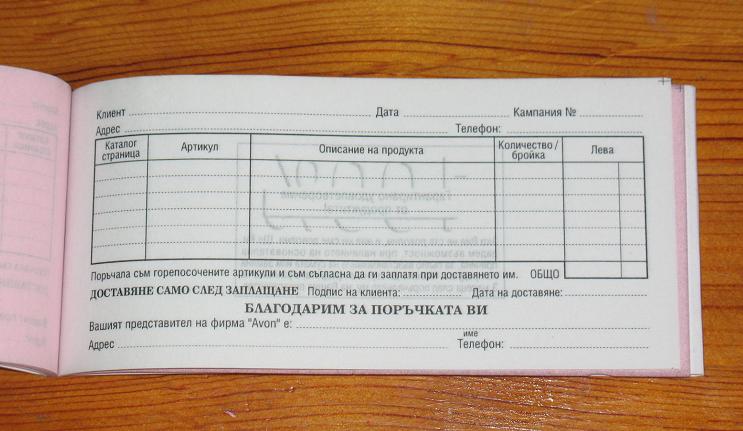 Клиент Дата Кампания №
Адрес Телефон:
Каталог страница Артикул Описание на продукта Количество / бройка Лева
Поръчала съм горепосочените артикули и съм съгласна да ги заплатя при доставянето им. ОБЩО
ДОСТАВЯНЕ САМО СЛЕД ЗАПЛАЩАНЕ Подпис на клиента: Дата на доставяне:
БЛАГОДАРИМ ЗА ПОРЪЧКАТА ВИ
Вашият представител на фирма "Avon" е:
име
Адрес Телефон: